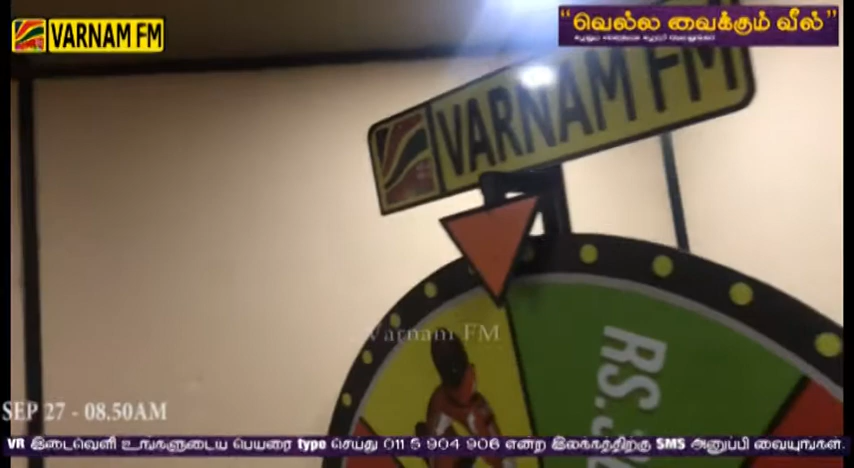 VARNAM FM
“வெல்ல வைக்கும் வீல்”
VARNAM FM
Varnam FM
RS.
SEP 27 - 08.50AM
VR இடைவெளி உங்களுடைய பெயரை type செய்து 011 5 904 906 என்ற இலக்கத்திற்கு SMS அனுப்பி வையுங்கள்.